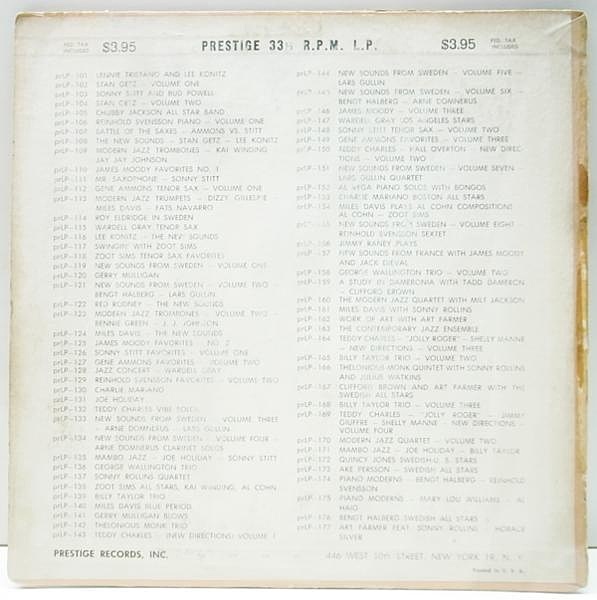 FED. TAX
INCLUDED
$3.95
PRESTIGE 33⅓ R.P.M. L.P.
$3.95
FED. TAX
INCLUDED
prLP-101 LENNIE TRISTANO AND LEE KONITZ
prLP-102 STAN GETZ – VOLUME ONE
prLP-103 SONNY STITT AND BUD POWELL
prLP-104 STAN GETZ – VOLUME TWO
prLP-105 CHUBBY JACKSON ALL STAR BAND
prLP-106 REINHOLD SVENSSON PIANO – VOLUME ONE
prLP-107 BATTLE OF THE SAXES – AMMONS VS. STITT
prLP-108 THE NEW SOUNDS – STAN GETZ – LEE KONITZ
prLP-109 MODERN JAZZ TROMBONES – KAI WINDING
JAY JAY JOHNSON
prLP-110 JAMES MOODY FAVORITES NO. 1
prLP-111 MR. SAXOPHONE – SONNY STITT
prLP-112 GENE AMMONS TENOR SAX – VOLUME ONE
prLP-113 MODERN JAZZ TRUMPETS – DIZZY GILLESPIE
MILES DAVIS – FATS NAVARRO
prLP-114 ROY ELDRIDGE IN SWEDEN
prLP-115 WARDELL GRAY TENOR SAX
prLP-116 LEE KONITZ – THE NEW SOUNDS
prLP-117 SWINGIN' WITH ZOOT SIMS
prLP-118 ZOOT SIMS TENOR SAX FAVORITES
prLP-119 NEW SOUNDS FROM SWEDEN – VOLUME ONE
prLP-120 GERRY MULLIGAN
prLP-121 NEW SOUNDS FROM SWEDEN – VOLUME TWO –
BENGT HALBERG – LARS GULLIN
prLP-122 RED RODNEY – THE NEW SOUNDS
prLP-123 MODERN JAZZ TROMBONES – VOLUME TWO –
BENNIE GREEN – J. J. JOHNSON
prLP-124 MILES DAVIS – THE NEW SOUNDS
prLP-125 JAMES MOODY FAVORITES – NO. 2
prLP-126 SONNY STITT FAVORITES – VOLUME ONE
prLP-127 GENE AMMONS FAVORITES – VOLUME TWO
prLP-128 JAZZ CONCERT – WARDELL GRAY
prLP-129 REINHOLD SVENSSON FAVORITES – VOLUME TWO
prLP-130 CHARLIE MARIANO
prLP-131 JOE HOLIDAY
prLP-132 TEDDY CHARLES VIBE SOLOS
prLP-133 NEW SOUNDS FROM SWEDEN – VOLUME THREE
– ARNE DOMNERUS – LARS GULLIN
prLP-134 NEW SOUNDS FROM SWEDEN – VOLUME FOUR –
ARNE DOMNERUS CLARINET SOLOS
prLP-135 MAMBO JAZZ – JOE HOLIDAY – SONNY STITT
prLP-136 GEORGE WALLINGTON TRIO
prLP-137 SONNY ROLLINS QUARTET
prLP-138 ZOOT SIMS ALL STARS, KAI WINDING, AL COHN
prLP-139 BILLY TAYLOR TRIO
prLP-140 MILES DAVIS BLUE PERIOD
prLP-141 GERRY MULLIGAN BLOWS
prLP-142 THELONIOUS MONK TRIO
prLP-143 TEDDY CHARLES – (NEW DIRECTIONS) VOLUME 1
prLP-144 NEW SOUNDS FROM SWEDEN – VOLUME FIVE –
LARS GULLIN
prLP-145 NEW SOUNDS FROM SWEDEN – VOLUME SIX –
BENGT HALBERG – ARNE DOMNERUS
prLP-146 JAMES MOODY – VOLUME THREE
prLP-147 WARDELL GRAY LOS ANGELES STARS
prLP-148 SONNY STITT TENOR SAX – VOLUME TWO
prLP-149 GENE AMMONS FAVORITES – VOLUME THREE
prLP-150 TEDDY CHARLES – HALL OVERTON – NEW DIREC-
TIONS – VOLUME TWO
prLP-151 NEW SOUNDS FROM SWEDEN – VOLUME SEVEN –
LARS GULLIN QUARTET
prLP-152 AL VEGA PIANO SOLOS WITH BONGOS
prLP-153 CHARLIE MARIANO BOSTON ALL STARS
prLP-154 MILES DAVIS PLAYS AL COHN COMPOSITIONS
AL COHN – ZOOT SIMS
prLP-155 NEW SOUNDS FROM SWEDEN – VOLUME EIGHT –
REINHOLD SVENSSON SEXTET
prLP-156 JIMMY RANEY PLAYS
prLP-157 NEW SOUNDS FROM FRANCE WITH JAMES MOODY
AND JACK DIEVAL
prLP-158 GEORGE WALLINGTON TRIO – VOLUME TWO
prLP-159 A STUDY IN DAMERONIA WITH TADD DAMERON
– CLIFFORD BROWN
prLP-160 THE MODERN JAZZ QUARTET WITH MILT JACKSON
prLP-161 MILES DAVIS WITH SONNY ROLLINS
prLP-162 WORK OF ART WITH ART FARMER
prLP-163 THE CONTEMPORARY JAZZ ENSEMBLE
prLP-164 TEDDY CHARLES – "JOLLY ROGER" – SHELLY MANNE
– NEW DIRECTIONS – VOLUME THREE
prLP-165 BILLY TAYLOR TRIO – VOLUME TWO
prLP-166 THELONIOUS MONK QUINTET WITH SONNY ROLLINS
AND JULIUS WATKINS
prLP-167 CLIFFORD BROWN AND ART FARMER WITH THE
SWEDISH ALL STARS
prLP-168 BILLY TAYLOR TRIO – VOLUME THREE
prLP-169 TEDDY CHARLES – "JOLLY ROGER" – JIMMY
GIUFFRE – SHELLY MANNE – NEW DIRECTIONS –
VOLUME FOUR
prLP-170 MODERN JAZZ QUARTET – VOLUME TWO
prLP-171 MAMBO JAZZ – JOE HOLIDAY – BILLY TAYLOR
prLP-172 QUINCY JONES SWEDISH-U.S. STARS
prLP-173 AKE PERSSON – SWEDISH ALL STARS
prLP-174 PIANO MODERNS – BENGT HALBERG – REINHOLD
SVENSSON
prLP-175 PIANO MODERNS – MARY LOU WILLIAMS – AL
HAIG
prLP-176 BENGT HALBERG SWEDISH ALL STARS
prLP-177 ART FARMER FEAT. SONNY ROLLINS – HORACE
SILVER
PRESTIGE RECORDS, INC.
446 WEST 50th STREET, NEW YORK 19, N. Y.
Printed in U. S. A.